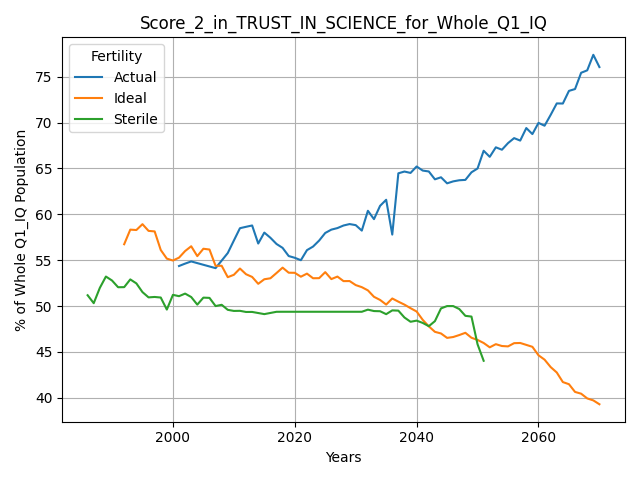 Score_2_in_TRUST_IN_SCIENCE_for_Whole_Q1_IQ
Fertility
Actual
Ideal
Sterile
% of Whole Q1_IQ Population
75
70
65
60
55
50
45
40
2000
2020
2040
2060
Years